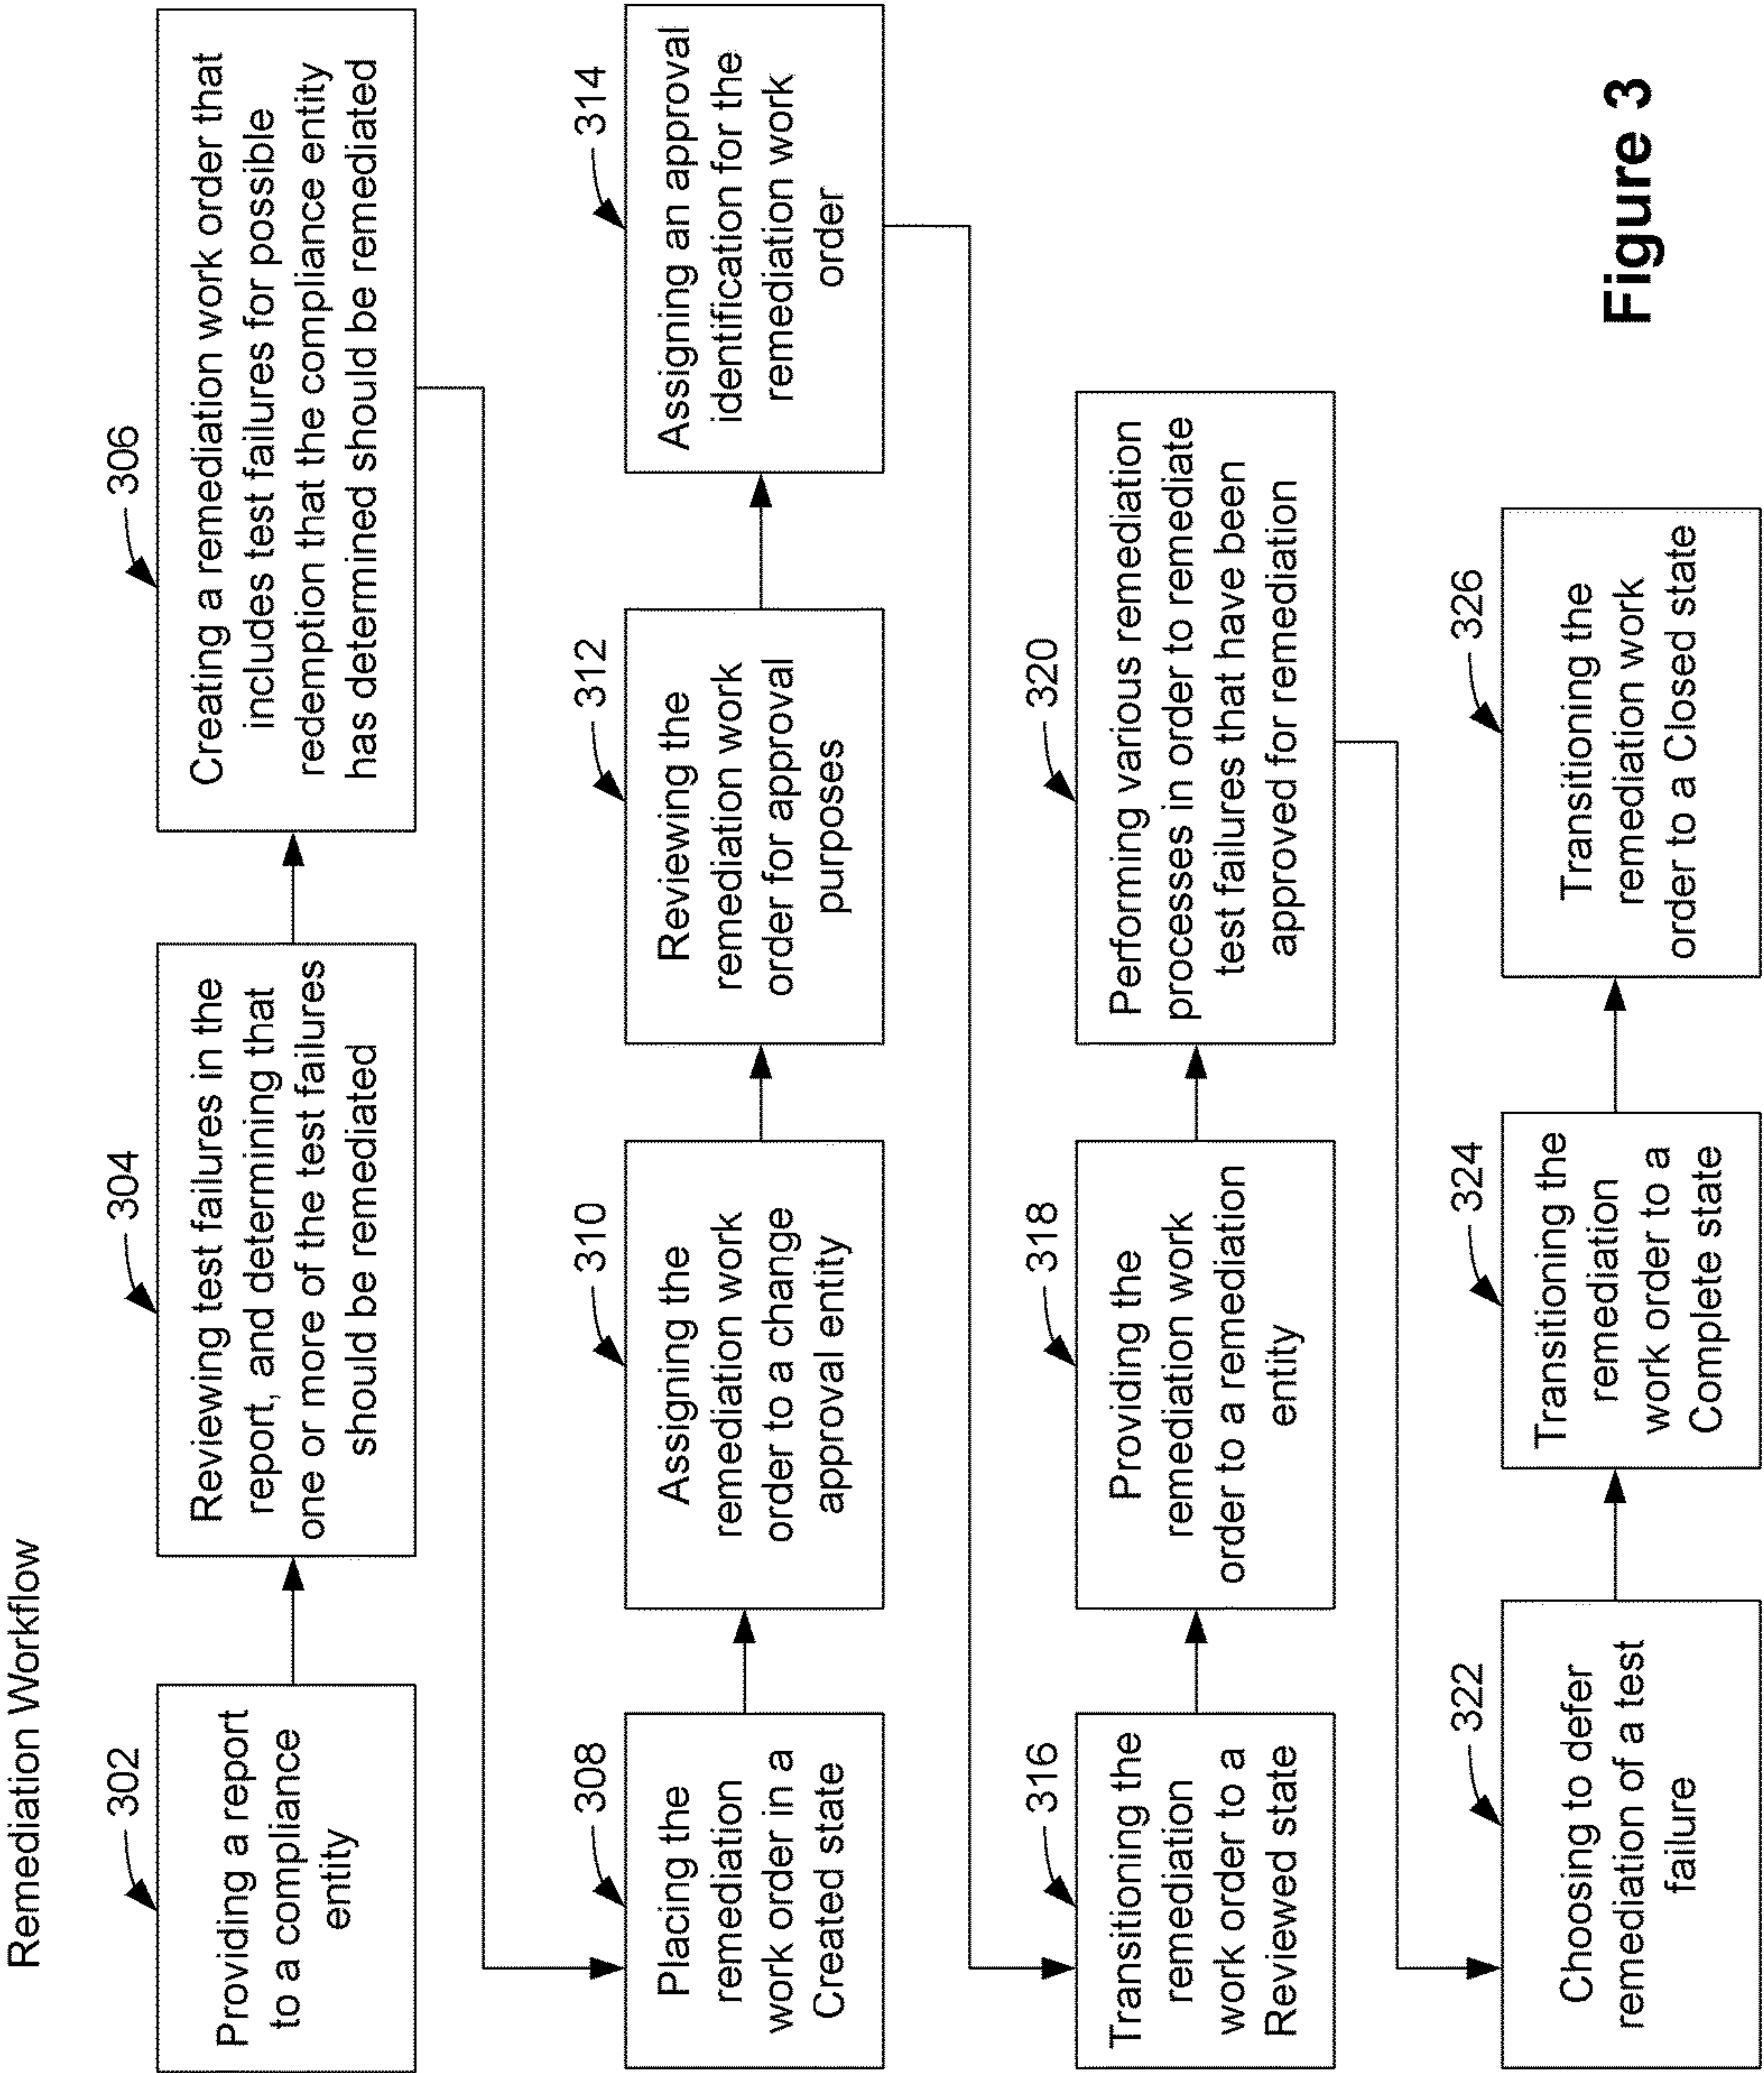 Remediation Workflow
302
Providing a report
to a compliance
entity
304
Reviewing test failures in the
report, and determining that
one or more of the test failures
should be remediated
306
Creating a remediation work order that
includes test failures for possible
redemption that the compliance entity
has determined should be remediated
308
Placing the
remediation
work order in a
Created state
310
Assigning the
remediation work
order to a change
approval entity
312
Reviewing the
remediation work
order for approval
purposes
314
Assigning an approval
identification for the
remediation work
order
316
Transitioning the
remediation
work order to a
Reviewed state
318
Providing the
remediation work
order to a remediation
entity
320
Performing various remediation
processes in order to remediate
test failures that have been
approved for remediation
322
Choosing to defer
remediation of a test
failure
324
Transitioning the
remediation
work order to a
Complete state
326
Transitioning the
remediation work
order to a Closed state
Figure 3